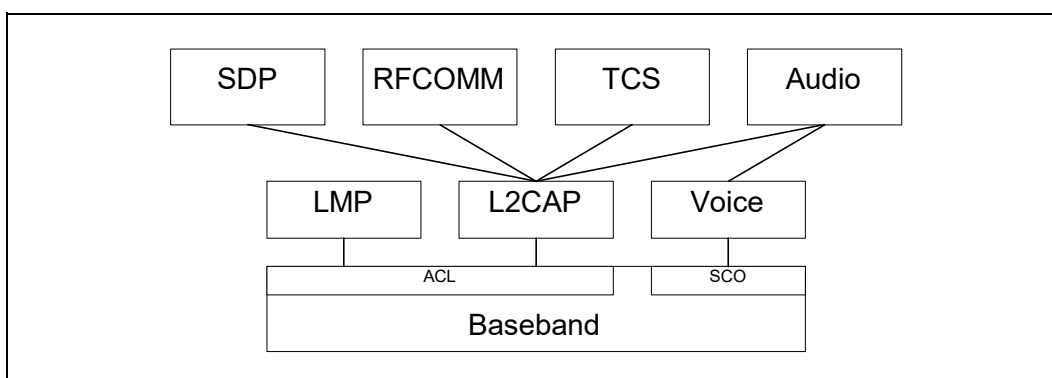 SDP RFCOMM TCS Audio
LMP L2CAP Voice
ACL SCO
Baseband